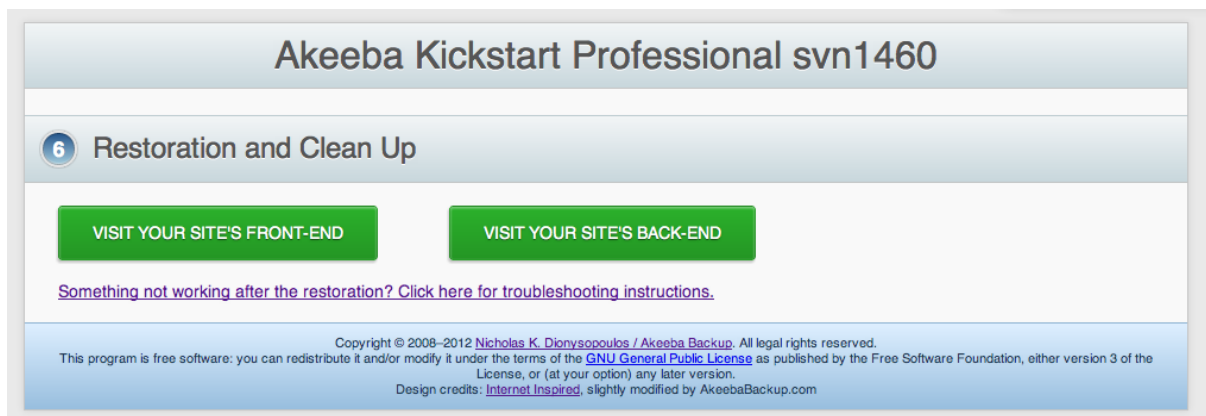 Akeeba Kickstart Professional svn1460
6 Restoration and Clean Up
VISIT YOUR SITE'S FRONT-END VISIT YOUR SITE'S BACK-END
Something not working after the restoration? Click here for troubleshooting instructions.
Copyright © 2008–2012 Nicholas K. Dionysopoulos / Akeeba Backup. All legal rights reserved.
This program is free software: you can redistribute it and/or modify it under the terms of the GNU General Public License as published by the Free Software Foundation, either version 3 of the
License, or (at your option) any later version.
Design credits: Internet Inspired, slightly modified by AkeebaBackup.com